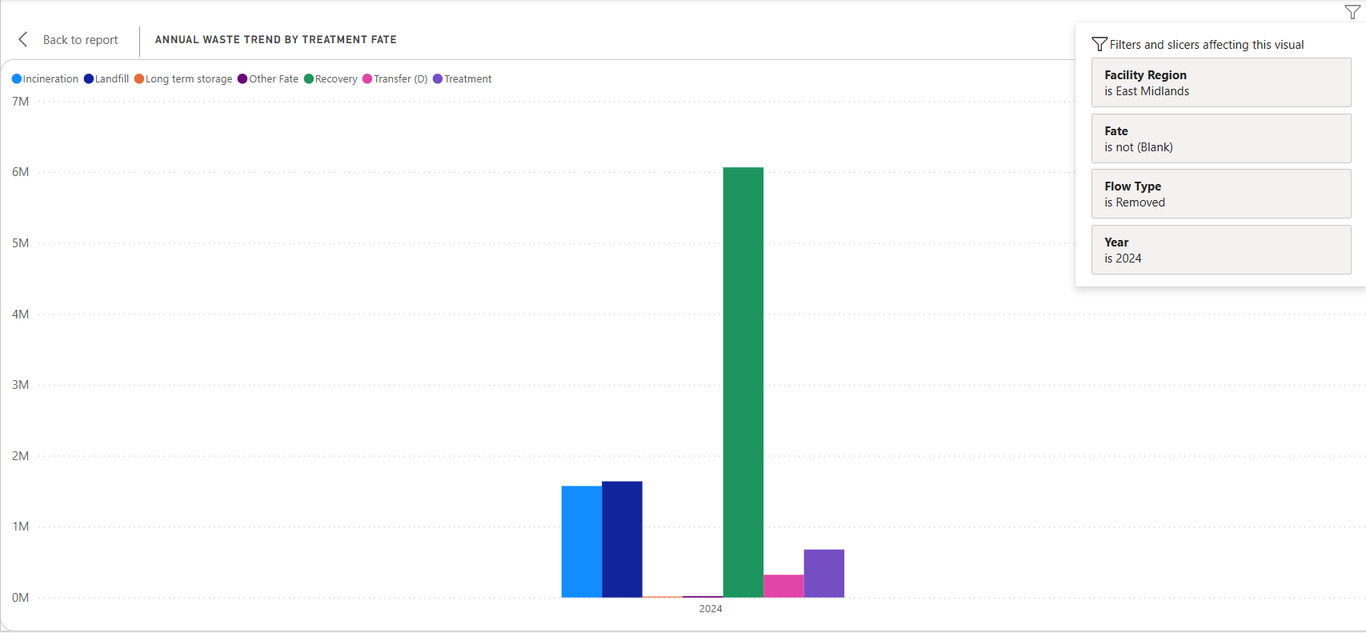 Back to report
ANNUAL WASTE TREND BY TREATMENT FATE
Filters and slicers affecting this visual
Facility Region
is East Midlands
Fate
is not (Blank)
Flow Type
is Removed
Year
is 2024
Incineration Landfill Long term storage Other Fate Recovery Transfer (D) Treatment
7M
6M
5M
4M
3M
2M
1M
0M
2024